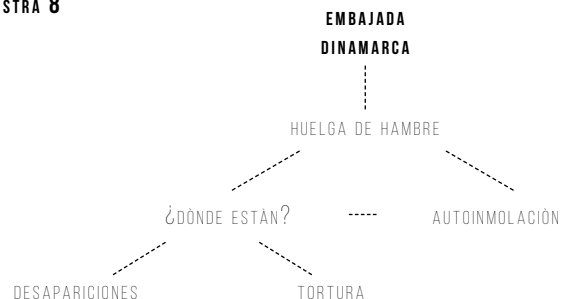 STRA 8
EMBAJADA
DINAMARCA
HUELGA DE HAMBRE
¿DÒNDE ESTÀN?
AUTOINMOLACIÒN
DESAPARICIONES
TORTURA